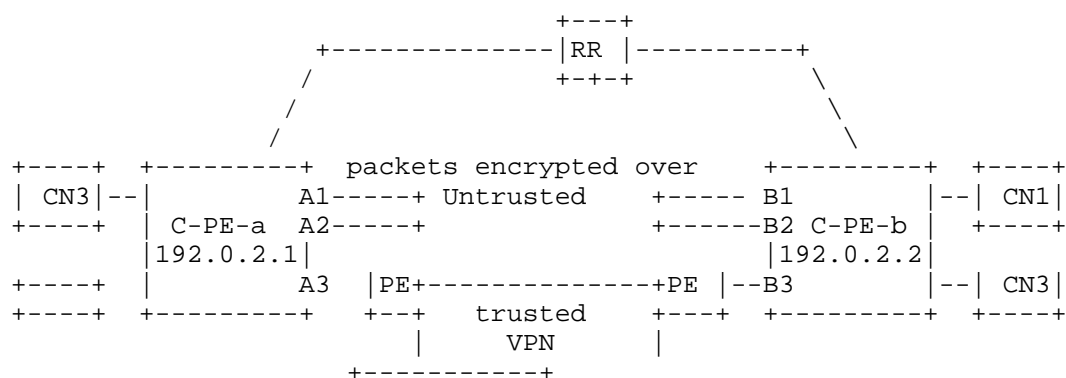 +---+
+--------------|RR |----------+
/ +-+-+ \
/ \
/ \
+----+ +---------+ packets encrypted over +--------+ +----+
| CN3|--| A1-----+ Untrusted +----- B1 |--| CN1|
+----+ | C-PE-a A2-----+ +------B2 C-PE-b | +----+
|192.0.2.1| |192.0.2.2|
+----+ | A3 |PE+--------------+PE |--B3 |--| CN3|
+----+ +---------+ +--+ trusted +---+ +--------+ +----+
| VPN |
+-----------+